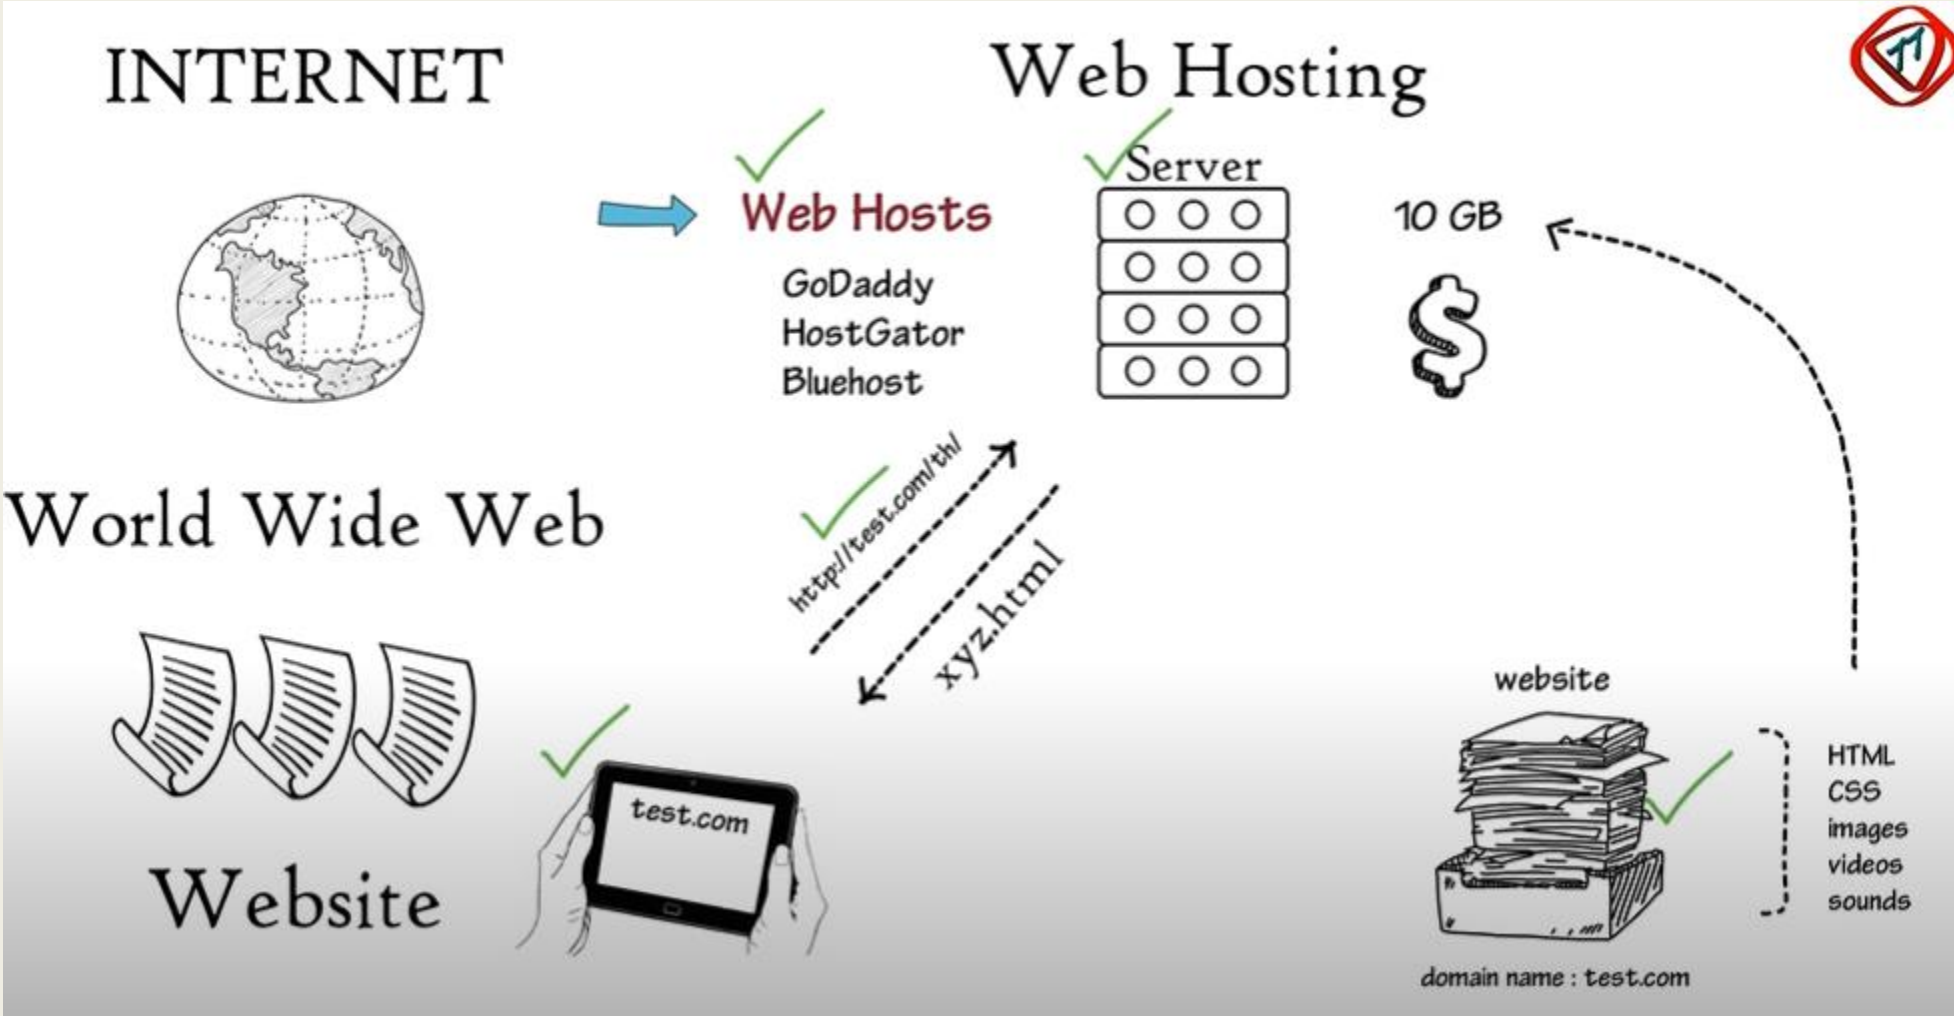 INTERNET
Web Hosting
Server
Web Hosts
10 GB
GoDaddy
HostGator
Bluehost
$
http://test.com/th/
World Wide Web
xyz.html
website
test.com
HTML
CSS
images
videos
sounds
Website
domain name : test.com